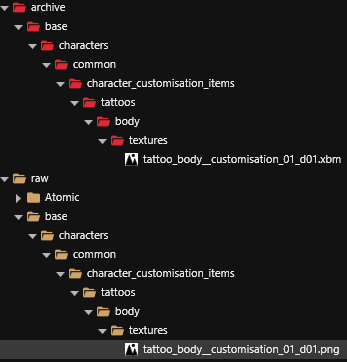 archive
base
characters
common
character_customisation_items
tattoos
body
textures
tattoo_body__customisation_01_d01.xbm
raw
Atomic
base
characters
common
character_customisation_items
tattoos
body
textures
tattoo_body__customisation_01_d01.png